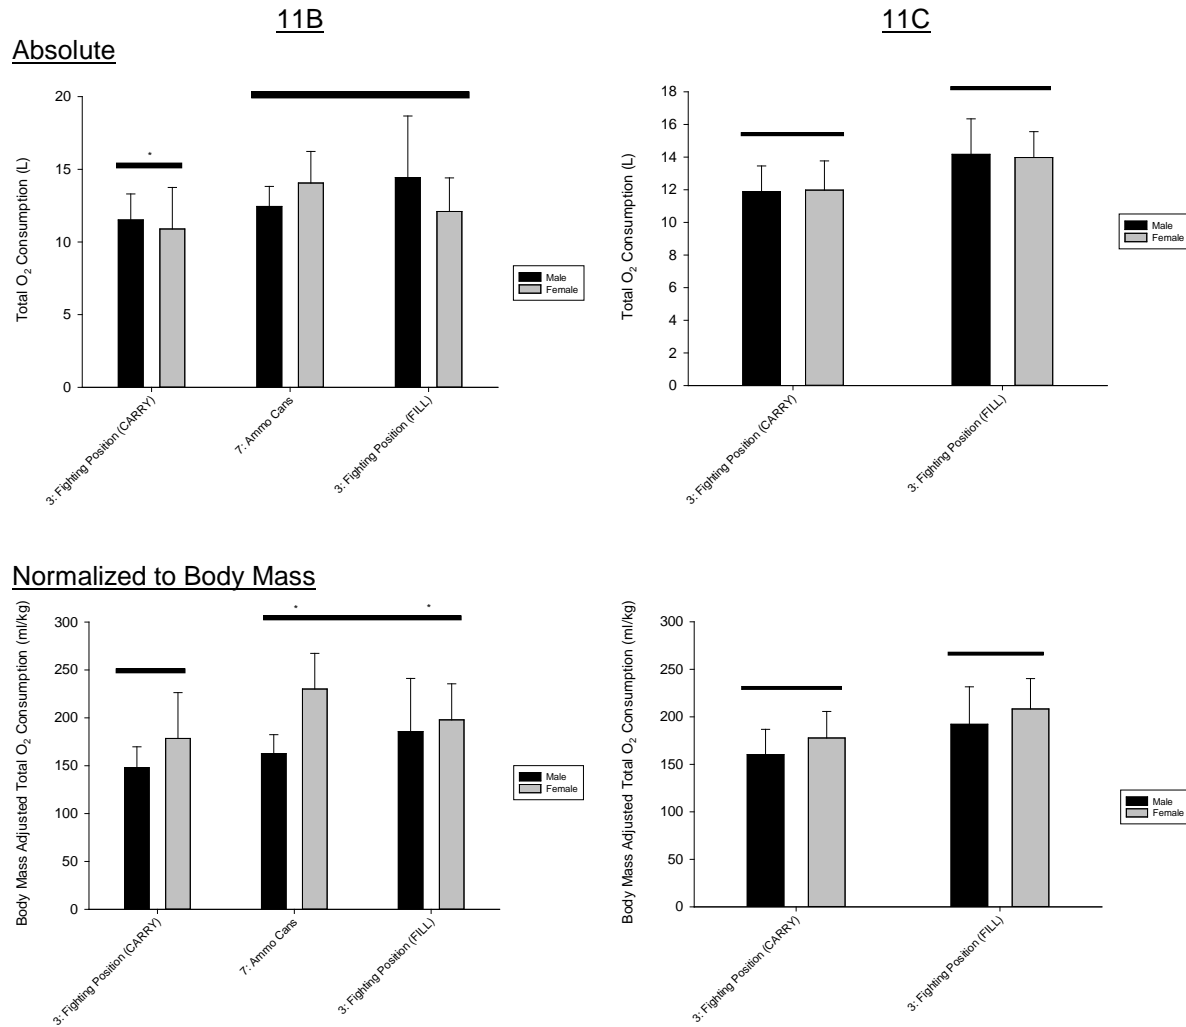 11B
11C
Absolute
Total O2 Consumption (L)
20
15
10
5
0
*
3: Fighting Position (CARRY)
7: Ammo Cans
3: Fighting Position (FILL)
Male
Female
Total O2 Consumption (L)
18
16
14
12
10
8
6
4
2
0
3: Fighting Position (CARRY)
3: Fighting Position (FILL)
Male
Female
Normalized to Body Mass
Body Mass Adjusted Total O2 Consumption (ml/kg)
300
250
200
150
100
50
0
*
*
3: Fighting Position (CARRY)
7: Ammo Cans
3: Fighting Position (FILL)
Male
Female
Body Mass Adjusted Total O2 Consumption (ml/kg)
300
250
200
150
100
50
0
3: Fighting Position (CARRY)
3: Fighting Position (FILL)
Male
Female